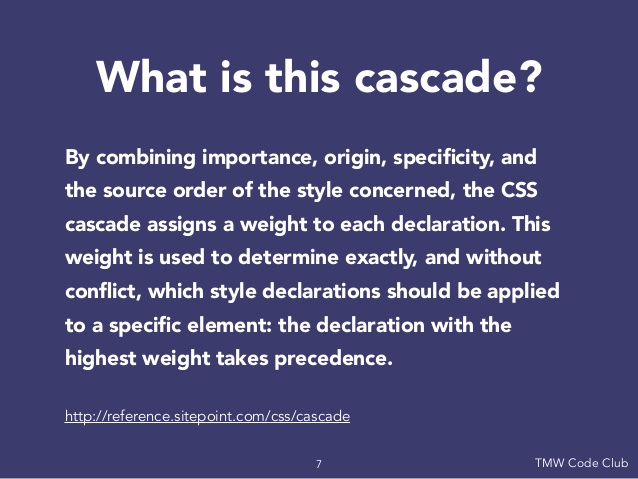 What is this cascade?
By combining importance, origin, specificity, and
the source order of the style concerned, the CSS
cascade assigns a weight to each declaration. This
weight is used to determine exactly, and without
conflict, which style declarations should be applied
to a specific element: the declaration with the
highest weight takes precedence.
http://reference.sitepoint.com/css/cascade
7
TMW Code Club